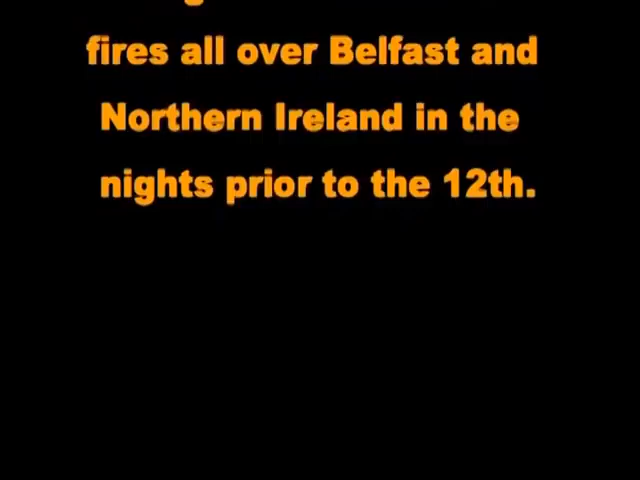 fires all over Belfast and
Northern Ireland in the
nights prior to the 12th.